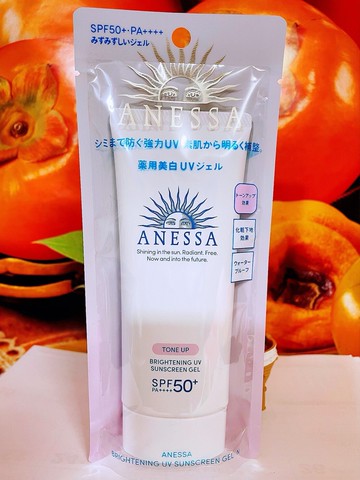 SPF50+・PA++++
みずみずしいジェル
ANESSA
シミまで防ぐ強力UV 素肌から明るく補整
薬用美白UVジェル
トーンアップ
効果
化粧下地
効果
ウォーター
プルーフ
ANESSA
Shining in the sun. Radiant. Free.
Now and into the future.
TONE UP
BRIGHTENING UV
SUNSCREEN GEL
SPF50+
PA++++
ANESSA
BRIGHTENING UV SUNSCREEN GEL